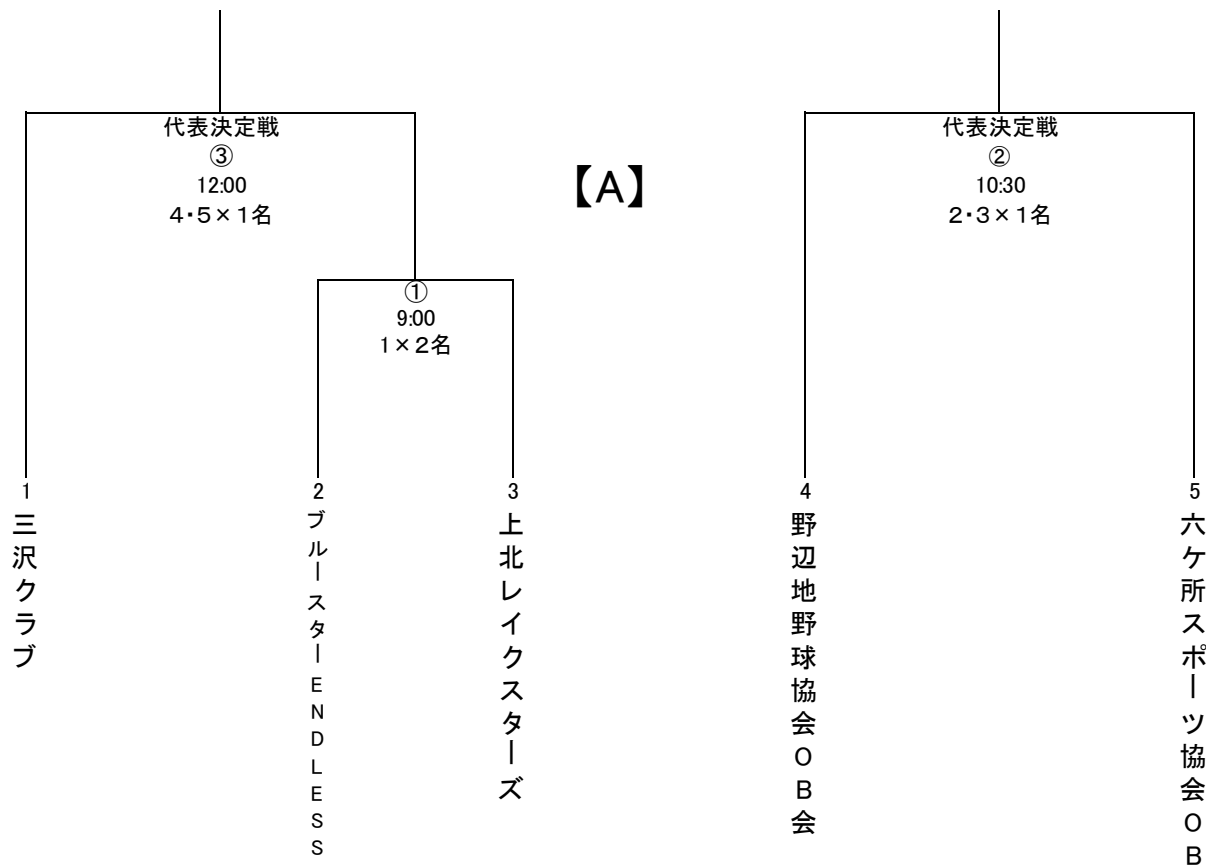 代表決定戦
③
12:00
4・5×1名
【A】
代表決定戦
②
10:30
2・3×1名
①
9:00
1×2名
1
三沢クラブ
2
ブルースターENDLESS
3
上北レイクスターズ
4
野辺地野球協会OB会
5
六ケ所スポーツ協会OB